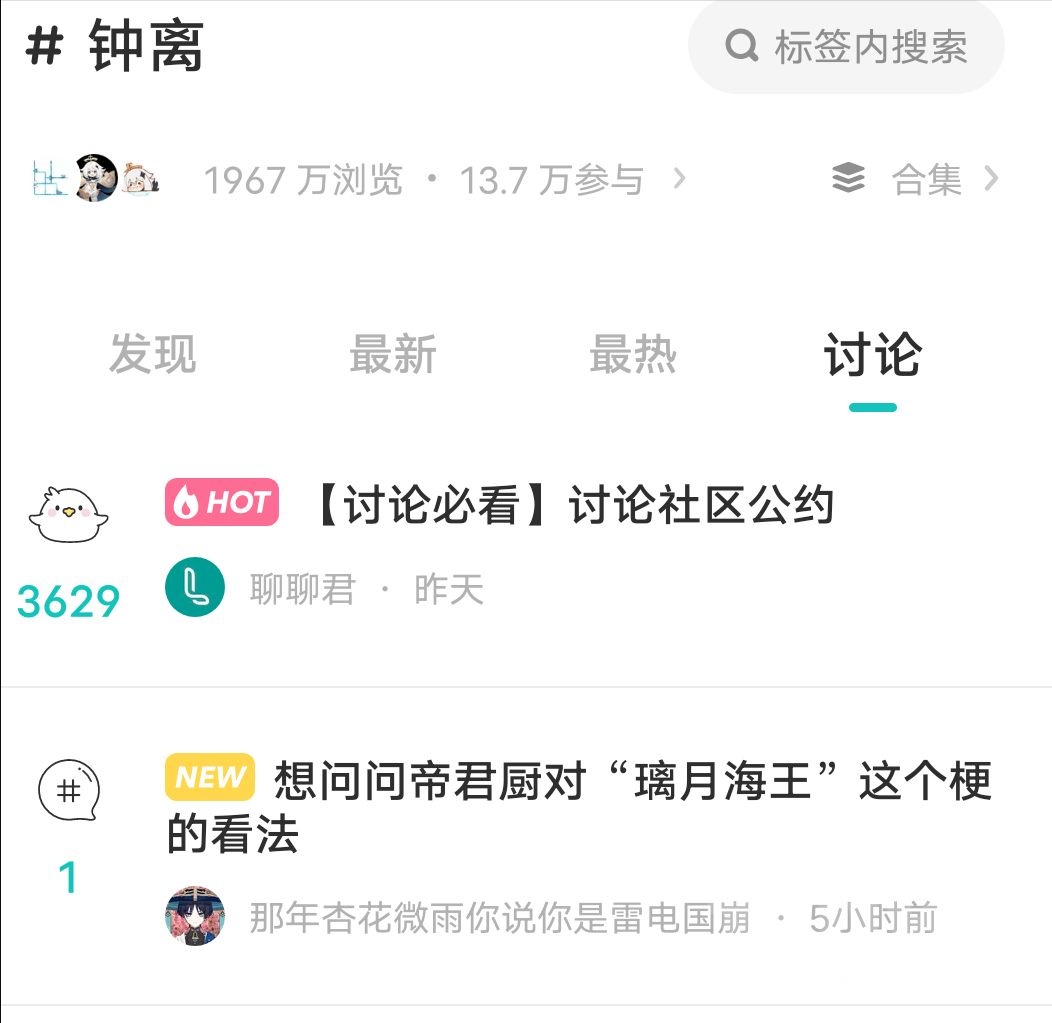 # 钟离
标签内搜索
1967 万浏览 · 13.7 万参与
合集
发现 最新 最热 讨论
HOT 【讨论必看】讨论社区公约
聊聊君 · 昨天
3629
NEW 想问问帝君厨对“璃月海王”这个梗
的看法
#
1
那年杏花微雨你说你是雷电国崩 · 5小时前